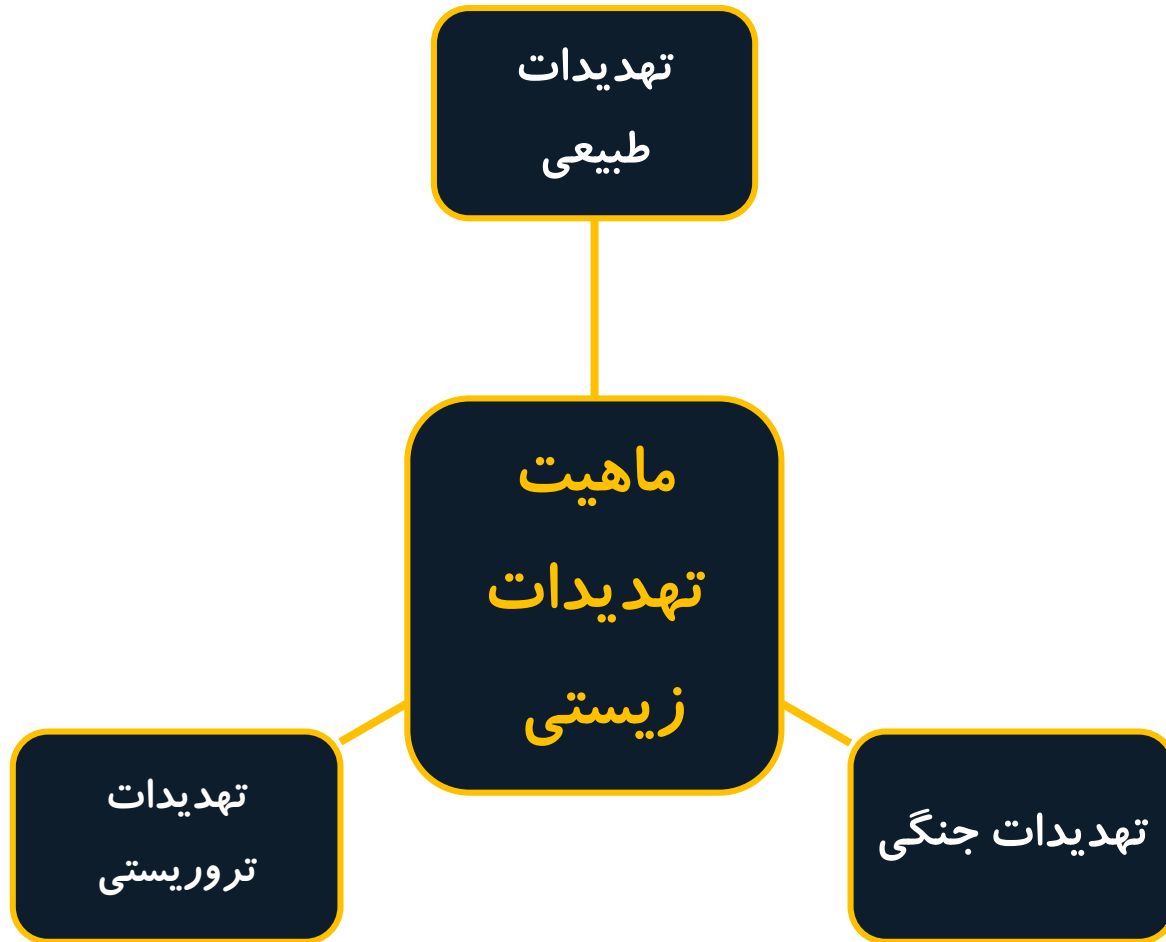 تهدیدات
طبیعی
ماهیت
تهدیدات
زیستی
تهدیدات جنگی
تهدیدات
تروریستی